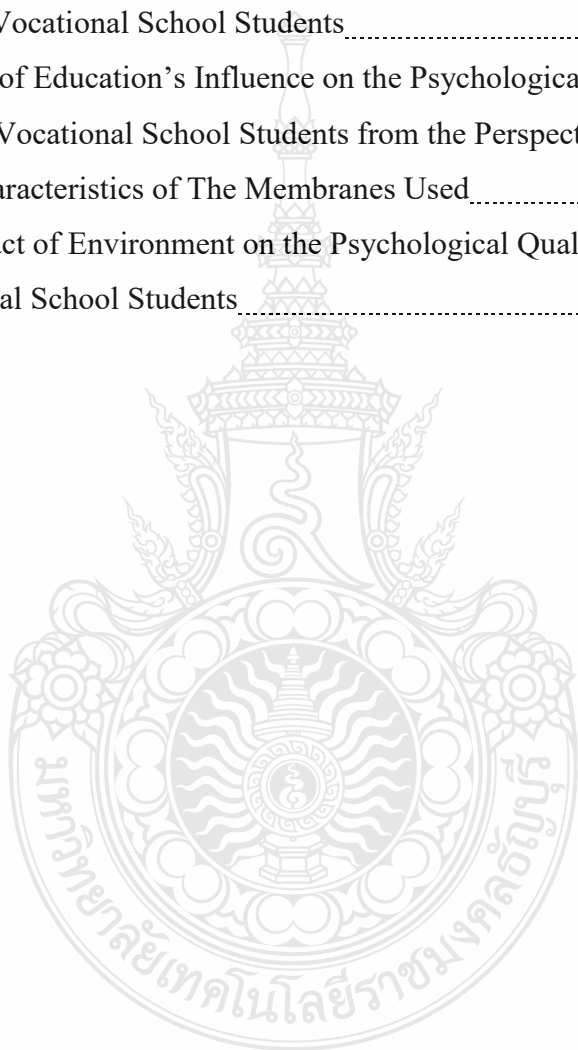 Vocational School Students
of Education’s Influence on the Psychologica
Vocational School Students from the Perspect
aracteristics of The Membranes Used
act of Environment on the Psychological Qual
al School Students
มหาวิทยาลัยเทคโนโลยีราชมงคลธัญบุรี